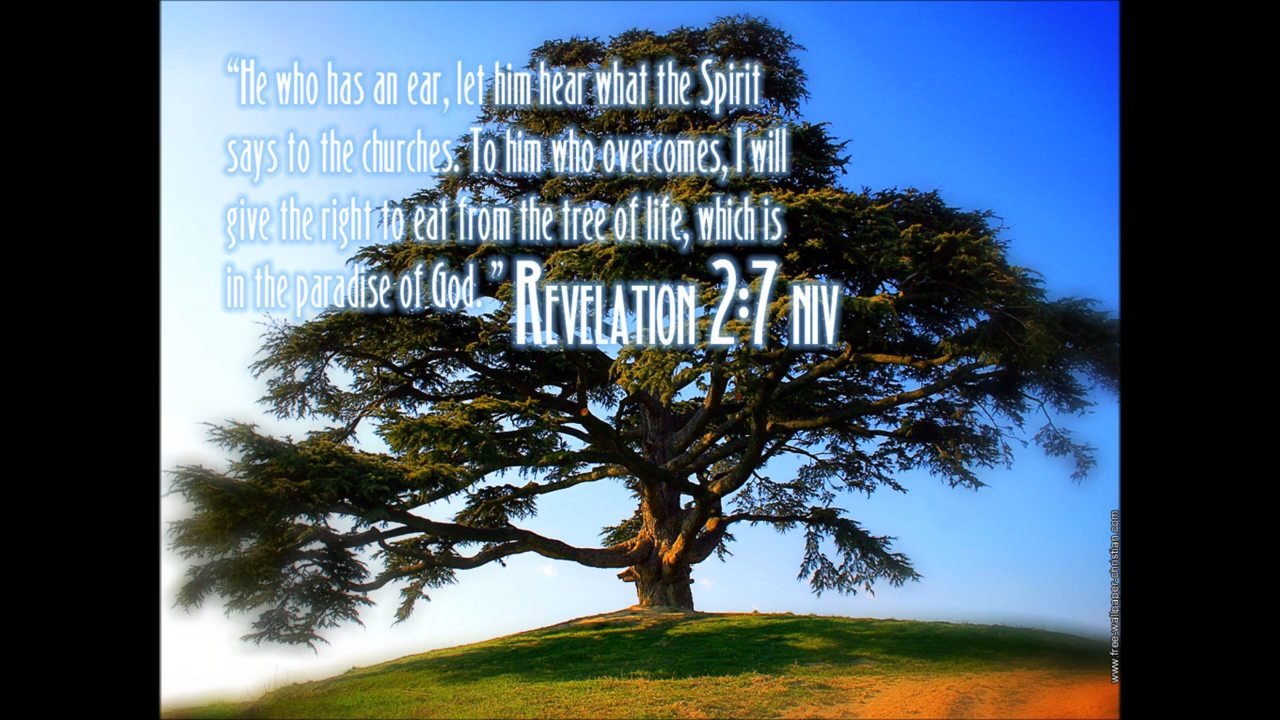 “He who has an ear, let him hear what the Spirit
says to the churches. To him who overcomes, I will
give the right to eat from the tree of life, which is
in the paradise of God.” Revelation 2:7 NIV
www.free-wallpaper-christian.com